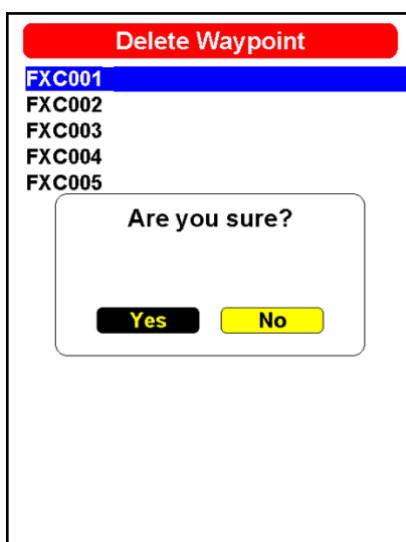 Delete Waypoint
FXC001
FXC002
FXC003
FXC004
FXC005
Are you sure?
Yes No